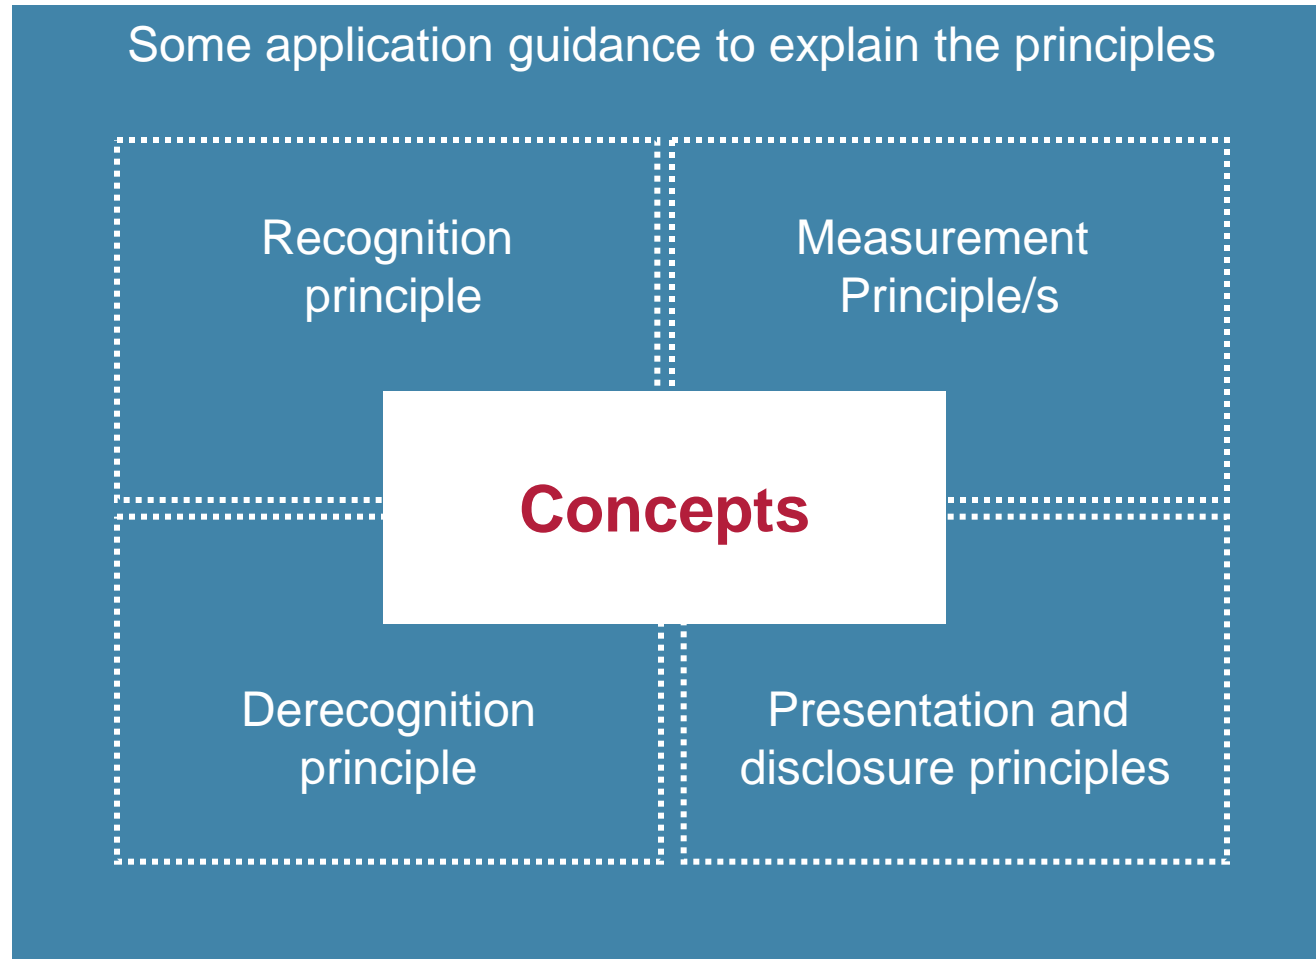 Some application guidance to explain the principles
Recognition
principle
Measurement
Principle/s
Concepts
Derecognition
principle
Presentation and
disclosure principles